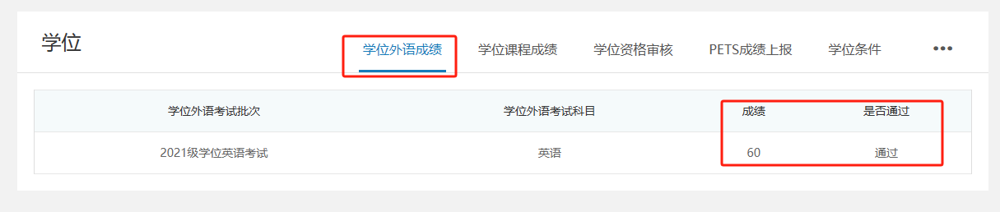 学位
学位外语成绩 学位课程成绩 学位资格审核 PETS成绩上报 学位条件 •••
学位外语考试批次 学位外语考试科目 成绩 是否通过
2021级学位英语考试 英语 60 通过